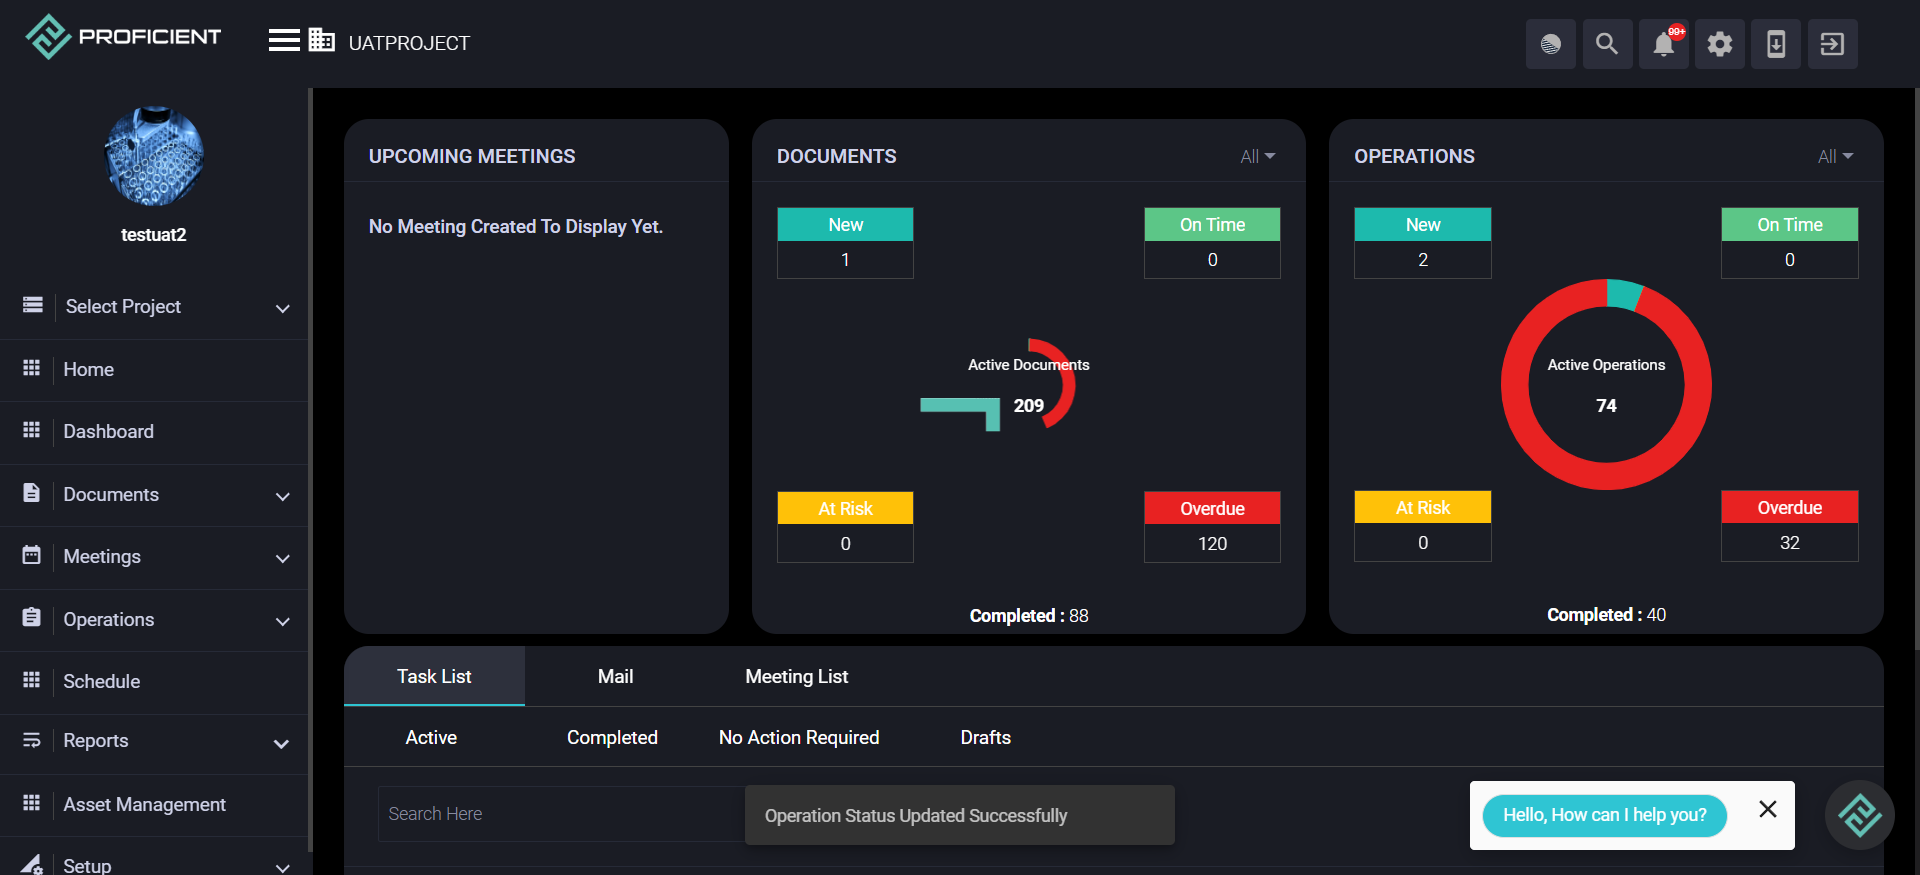 PROFICIENT
UATPROJECT
99+
testuat2
Select Project
Home
Dashboard
Documents
Meetings
Operations
Schedule
Reports
Asset Management
Setup
UPCOMING MEETINGS
No Meeting Created To Display Yet.
DOCUMENTS
All
New
1
On Time
0
Active Documents
209
At Risk
0
Overdue
120
Completed : 88
OPERATIONS
All
New
2
On Time
0
Active Operations
74
At Risk
0
Overdue
32
Completed : 40
Task List
Mail
Meeting List
Active
Completed
No Action Required
Drafts
Search Here
Operation Status Updated Successfully
Hello, How can I help you?